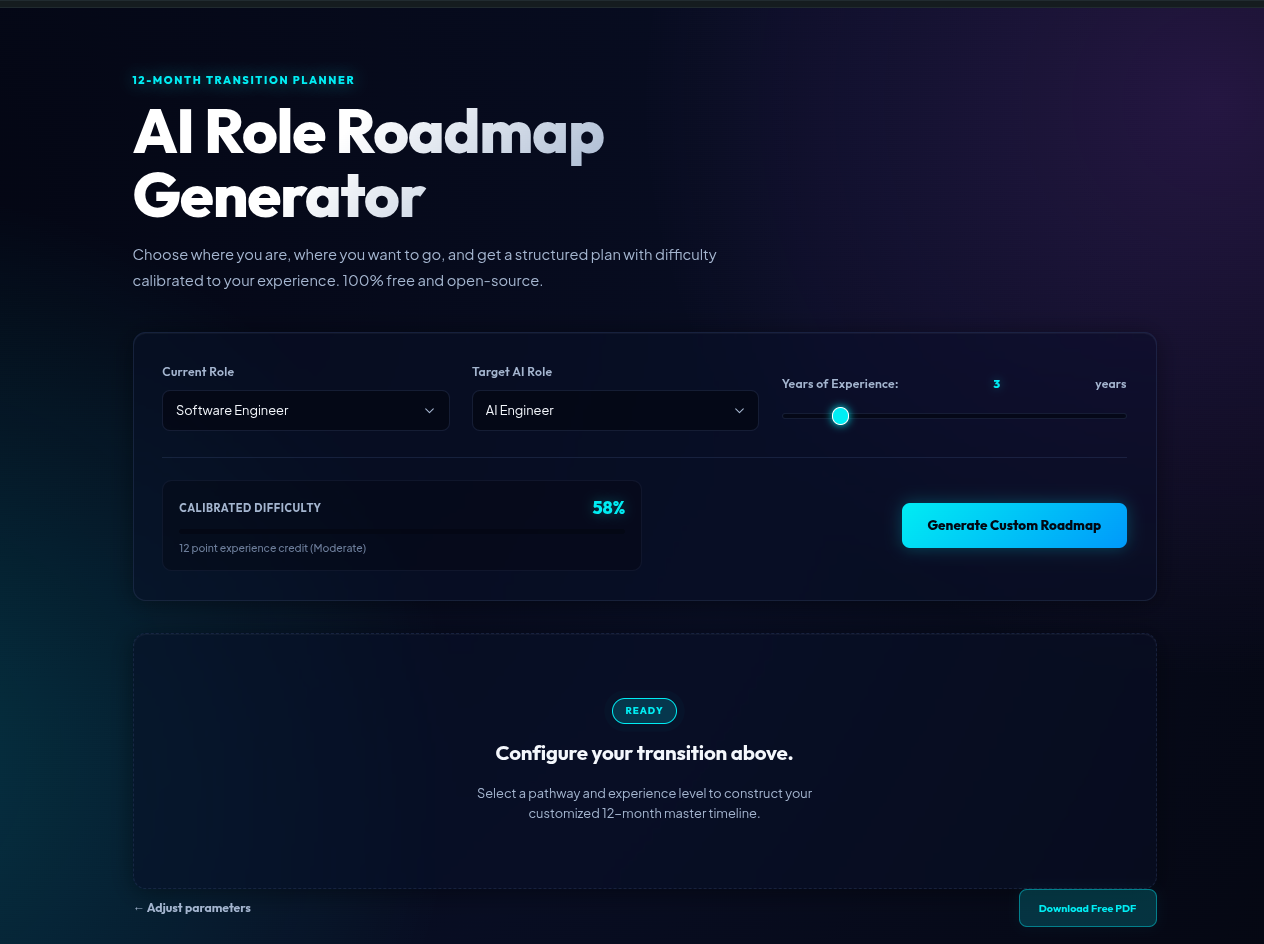 12-MONTH TRANSITION PLANNER
AI Role Roadmap
Generator
Choose where you are, where you want to go, and get a structured plan with difficulty
calibrated to your experience. 100% free and open-source.
Current Role
Target AI Role
Years of Experience: 3 years
Software Engineer
AI Engineer
CALIBRATED DIFFICULTY 58%
12 point experience credit (Moderate)
Generate Custom Roadmap
READY
Configure your transition above.
Select a pathway and experience level to construct your
customized 12-month master timeline.
← Adjust parameters
Download Free PDF